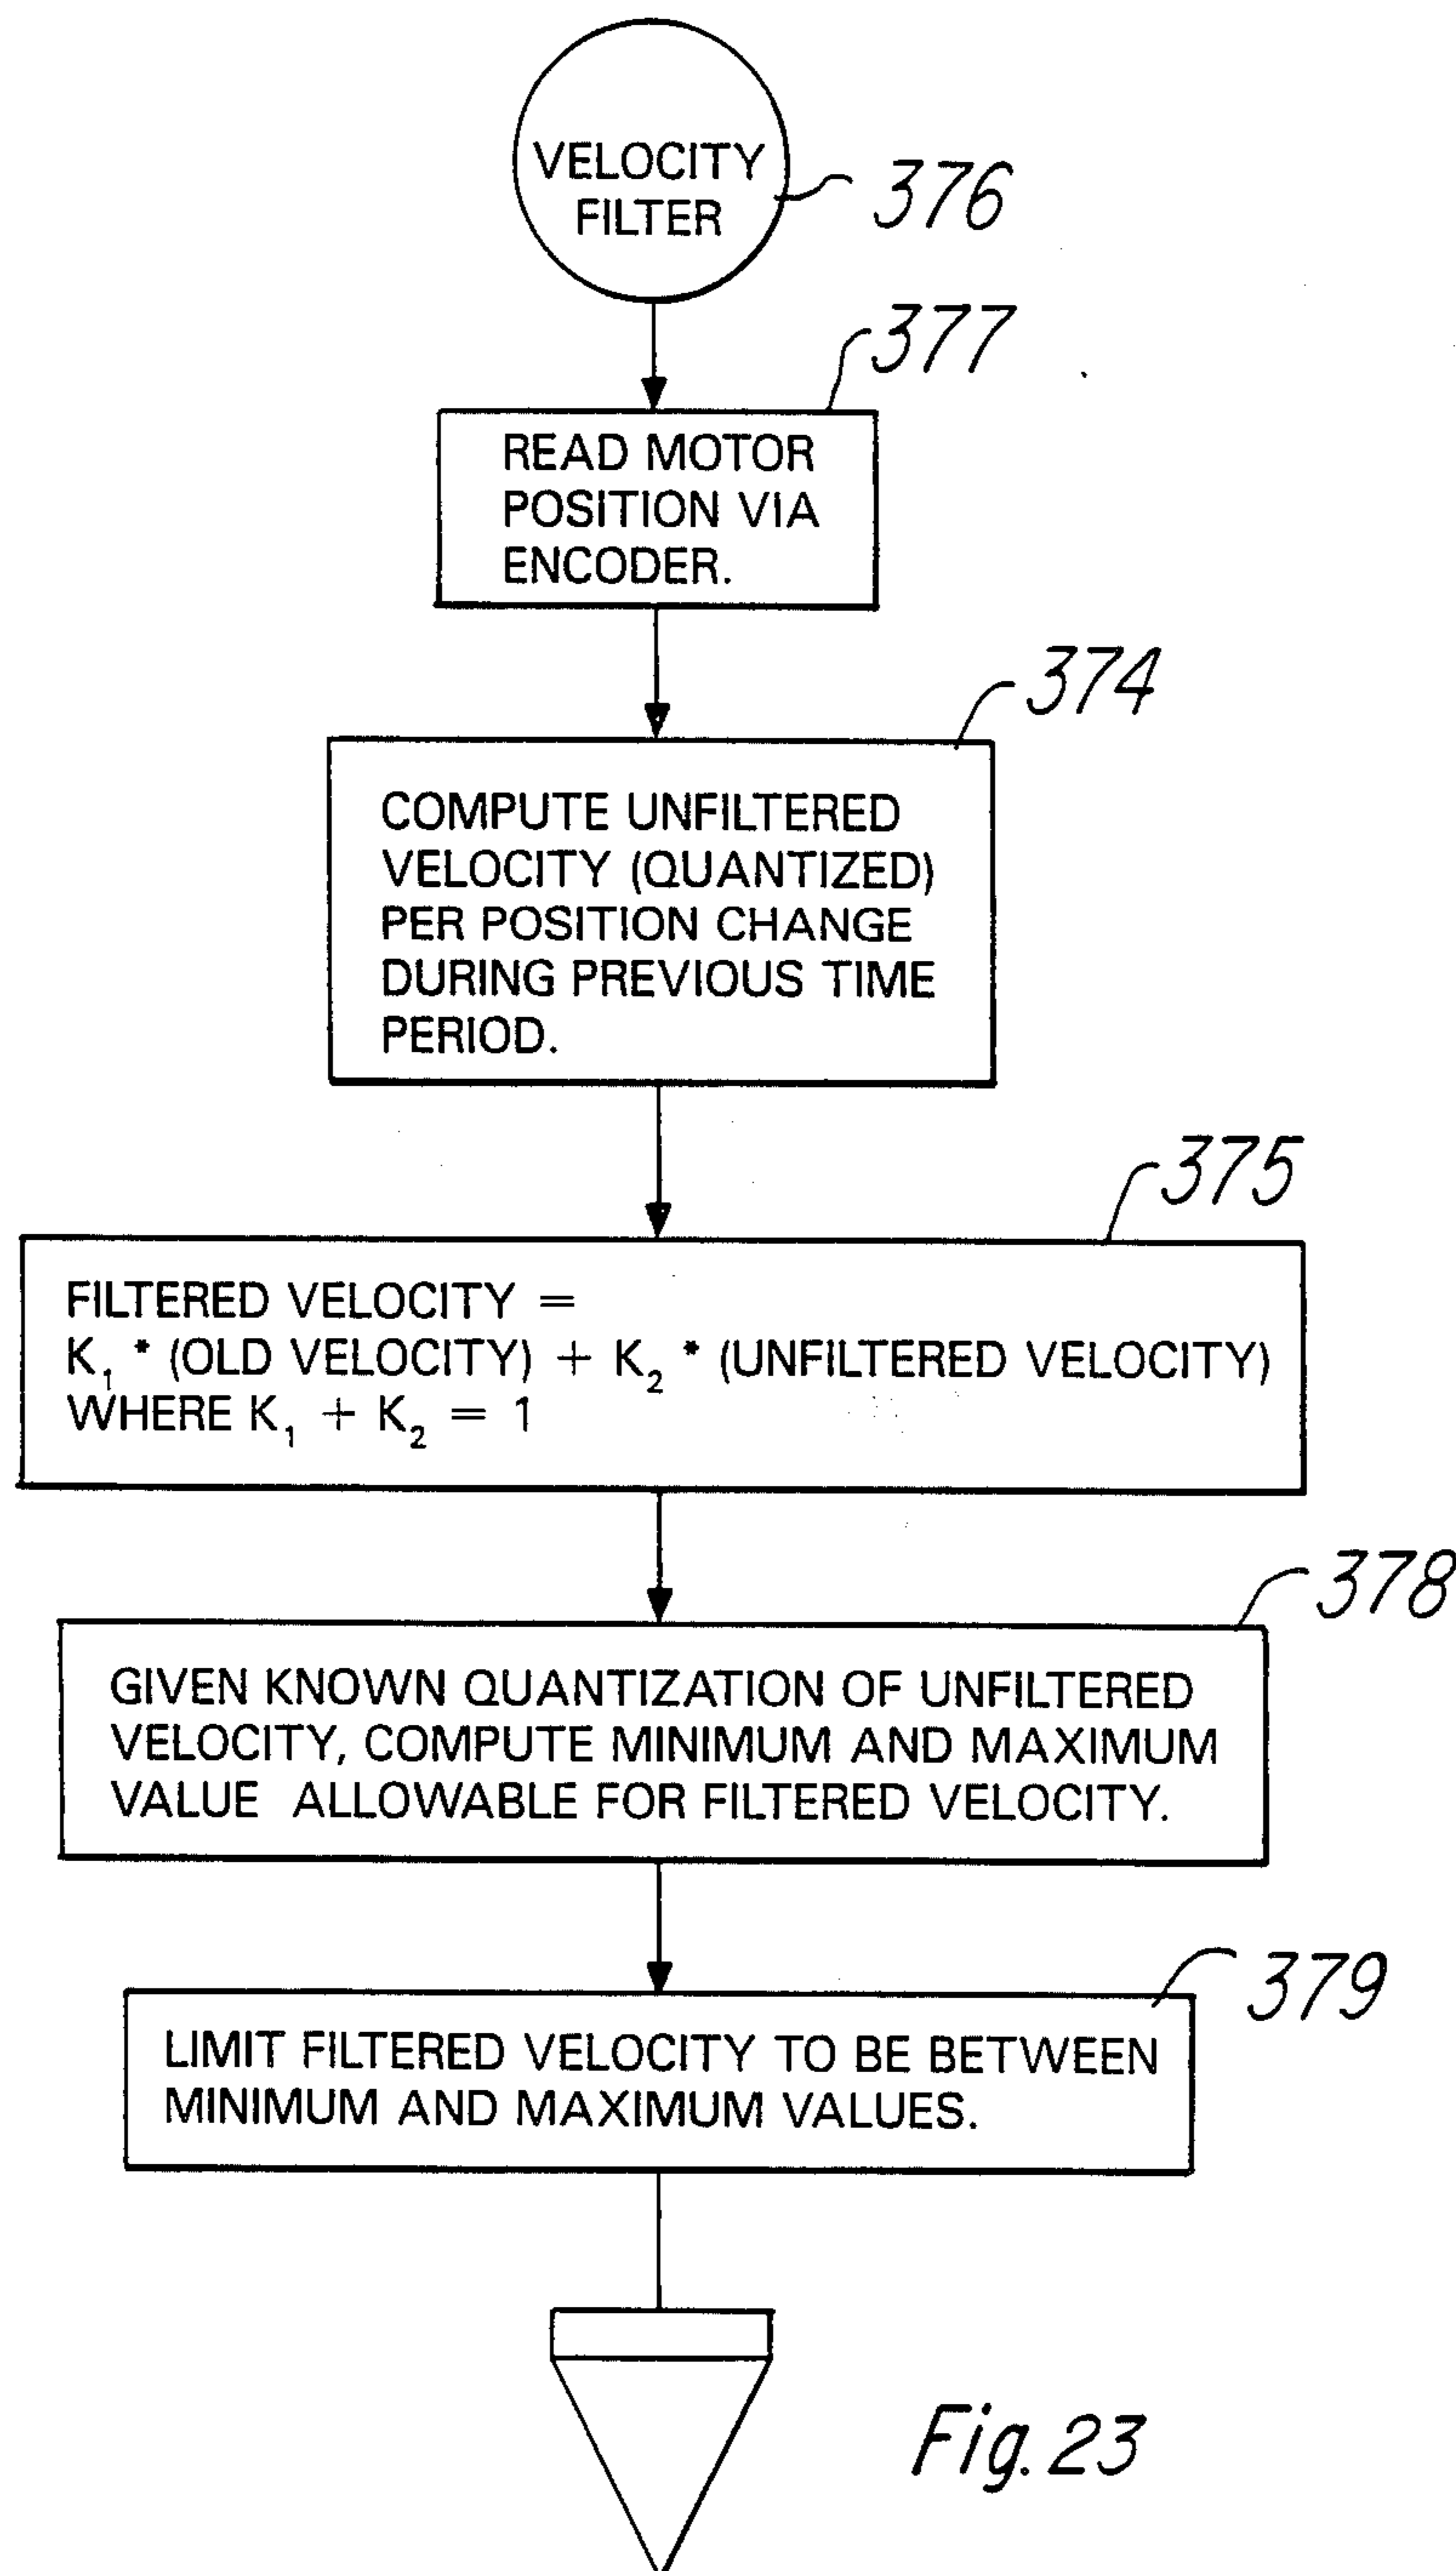 VELOCITY
FILTER
376
377
READ MOTOR
POSITION VIA
ENCODER.
374
COMPUTE UNFILTERED
VELOCITY (QUANTIZED)
PER POSITION CHANGE
DURING PREVIOUS TIME
PERIOD.
375
FILTERED VELOCITY =
K₁ * (OLD VELOCITY) + K₂ * (UNFILTERED VELOCITY)
WHERE K₁ + K₂ = 1
378
GIVEN KNOWN QUANTIZATION OF UNFILTERED
VELOCITY, COMPUTE MINIMUM AND MAXIMUM
VALUE ALLOWABLE FOR FILTERED VELOCITY.
379
LIMIT FILTERED VELOCITY TO BE BETWEEN
MINIMUM AND MAXIMUM VALUES.
Fig. 23